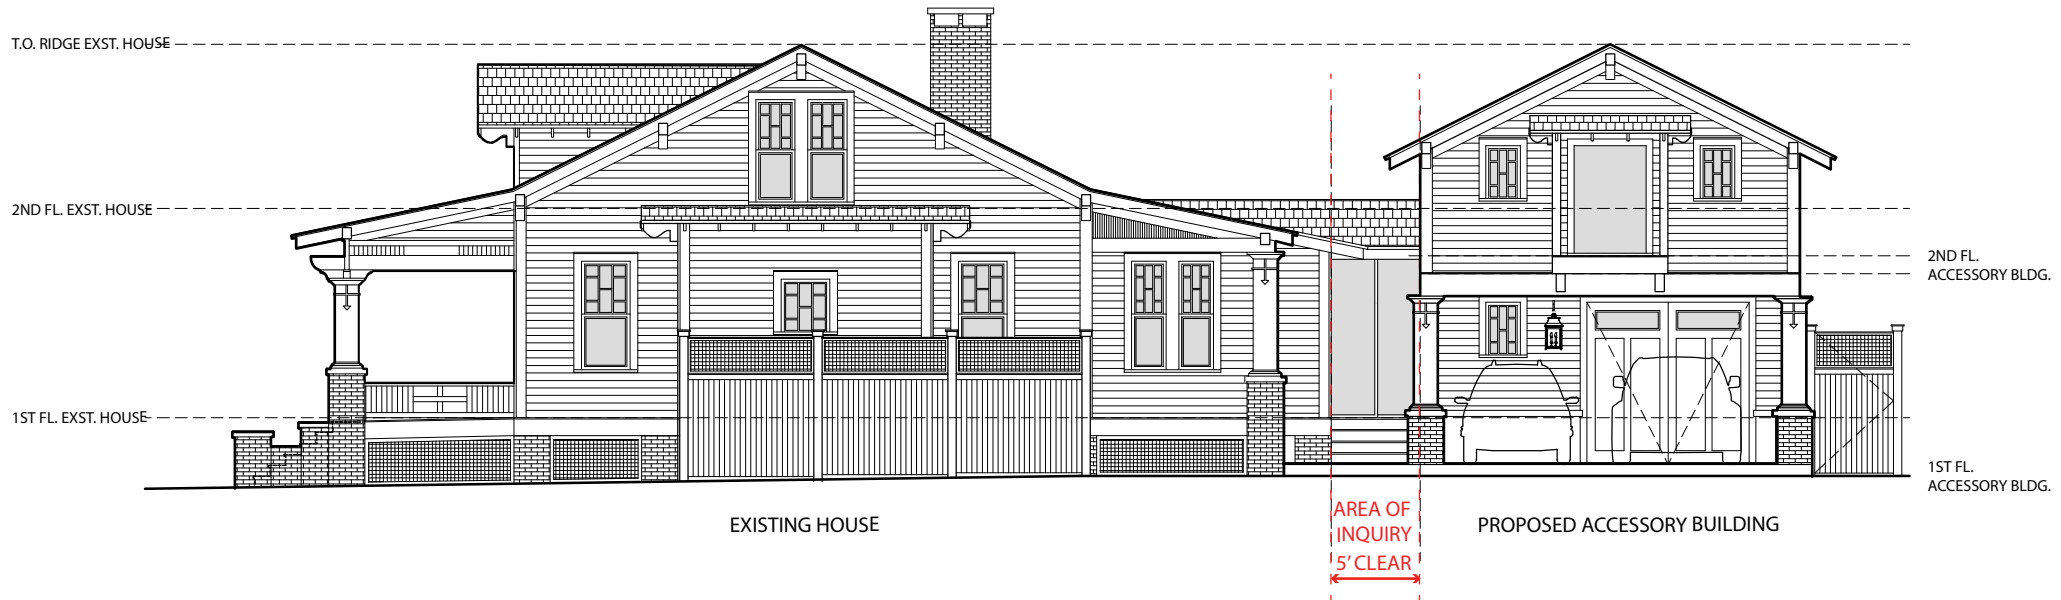 T.O. RIDGE EXST. HOUSE
2ND FL. EXST. HOUSE
2ND FL.
ACCESSORY BLDG.
1ST FL. EXST. HOUSE
1ST FL.
ACCESSORY BLDG.
EXISTING HOUSE
AREA OF
INQUIRY
5' CLEAR
PROPOSED ACCESSORY BUILDING